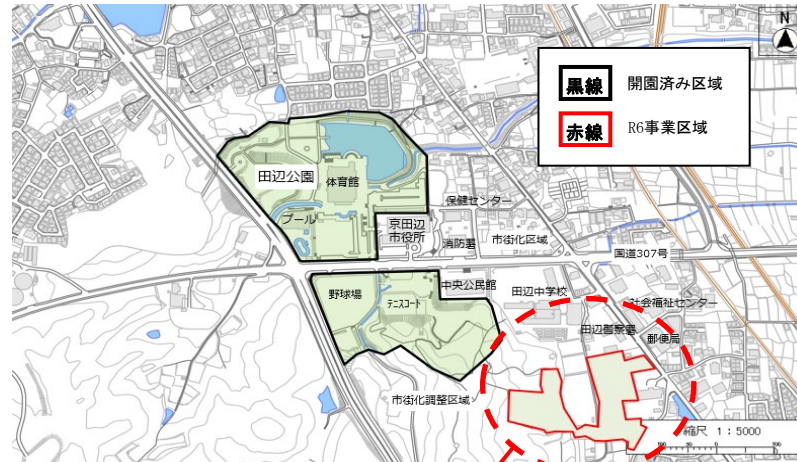 N
黒線 開園済み区域
赤線 R6事業区域
田辺公園
体育館
プール
保健センター
京田辺
市役所
消防署
市街化区域
国道307号
野球場
テニスコート
中央公民館
田辺中学校
社会福祉センター
田辺警察署
郵便局
市街化調整区域
縮尺 1：5000